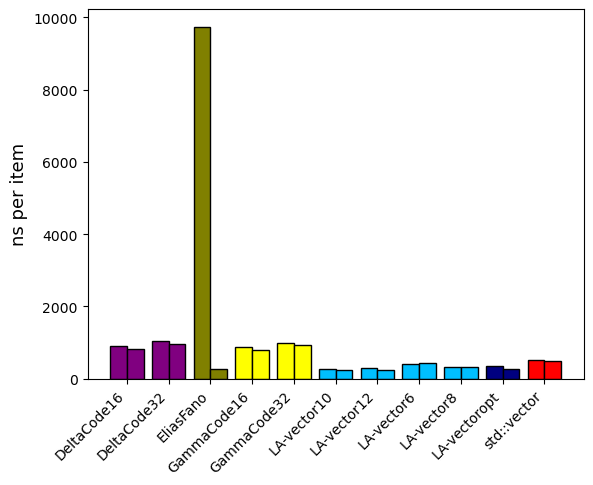 10000
8000
6000
4000
2000
0
ns per item
DeltaCode16
DeltaCode32
EliasFano
GammaCode16
GammaCode32
LA-vector10
LA-vector12
LA-vector6
LA-vector8
LA-vectoropt
std::vector